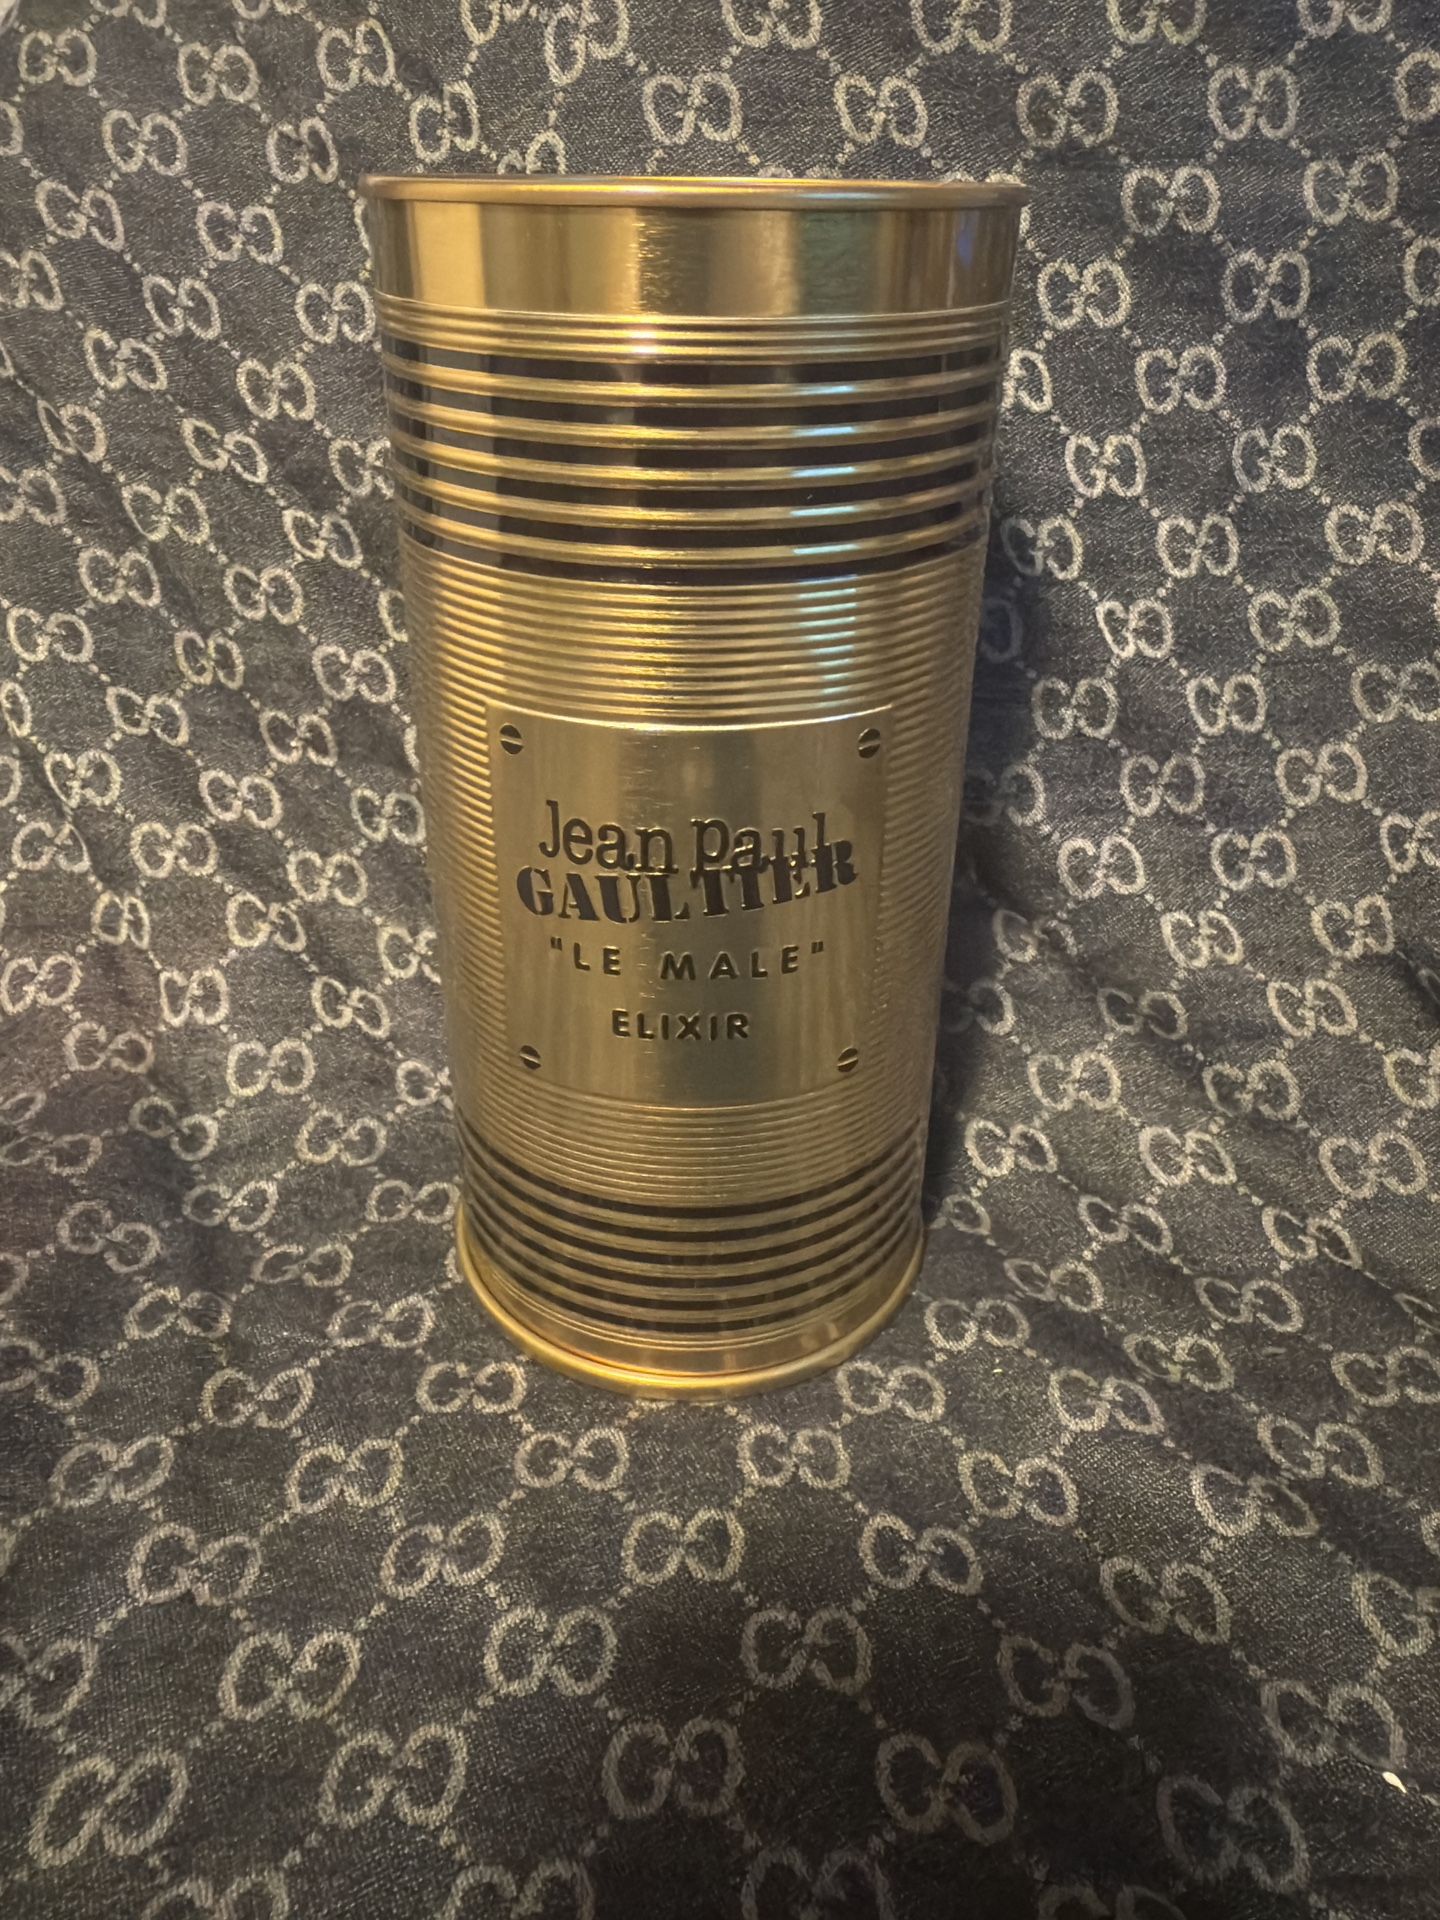 Jean Paul
GAULTIER
"LE MALE"
ELIXIR